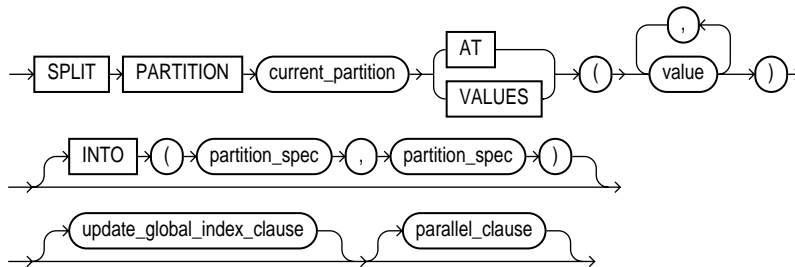 SPLIT PARTITION current_partition AT VALUES ( value , )
INTO ( partition_spec , partition_spec )
update_global_index_clause parallel_clause